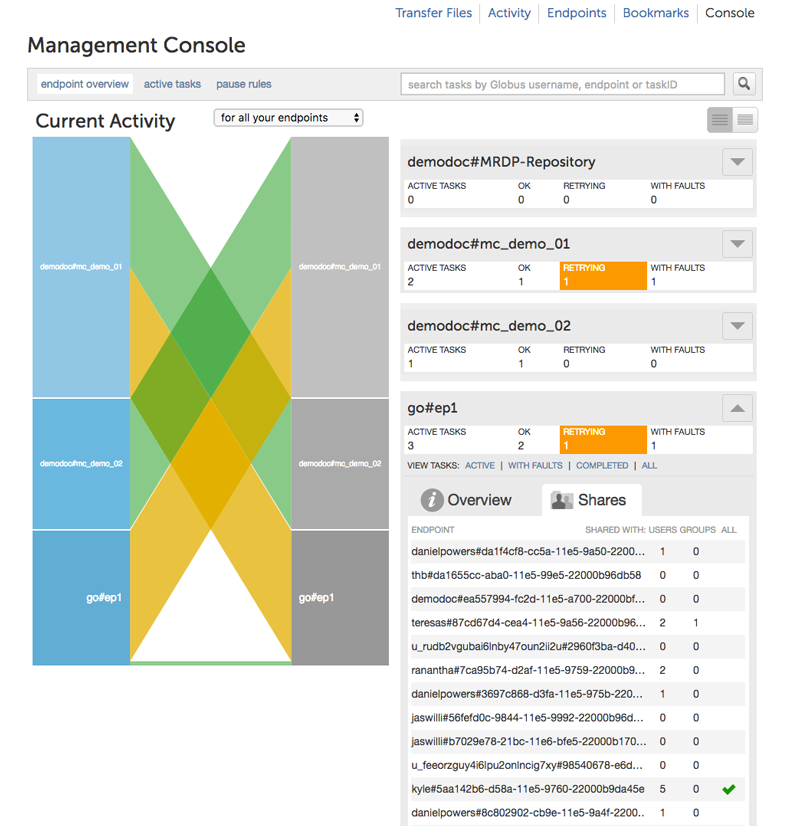 Transfer Files Activity Endpoints Bookmarks Console
Management Console
endpoint overview active tasks pause rules search tasks by Globus username, endpoint or taskID
Current Activity for all your endpoints
demodoc#mc_demo_01 demodoc#mc_demo_01
demodoc#mc_demo_02 demodoc#mc_demo_02
go#ep1 go#ep1
demodoc#MRDP-Repository
ACTIVE TASKS OK RETRYING WITH FAULTS
0 0 0 0
demodoc#mc_demo_01
ACTIVE TASKS OK RETRYING WITH FAULTS
2 1 1 1
demodoc#mc_demo_02
ACTIVE TASKS OK RETRYING WITH FAULTS
1 1 0 0
go#ep1
ACTIVE TASKS OK RETRYING WITH FAULTS
3 2 1 1
VIEW TASKS: ACTIVE | WITH FAULTS | COMPLETED | ALL
i Overview Shares
ENDPOINT SHARED WITH: USERS GROUPS ALL
danielpowers#da1f4cf8-cc5a-11e5-9a50-2200... 1 0
thb#da1655cc-aba0-11e5-99e5-22000b96db58 0 0
demodoc#ea557994-fc2d-11e5-a700-22000bf... 0 0
teresas#87cd67d4-cea4-11e5-9a56-22000b96... 2 1
u_rudb2vgubai6lnby47oun2ii2u#2960f3ba-d40... 0 0
ranantha#7ca95b74-d2af-11e5-9759-22000b9... 2 0
danielpowers#3697c868-d3fa-11e5-975b-220... 1 0
jaswilli#56fefd0c-9844-11e5-9992-22000b96d... 0 0
jaswilli#b7029e78-21bc-11e6-bfe5-22000b170... 0 0
u_feeorzguy4i6lpu2onlncig7xy#98540678-e6d... 0 0
kyle#5aa142b6-d58a-11e5-9760-22000b9da45e 5 0
danielpowers#8c802902-cb9e-11e5-9a4f-2200.. 1 0